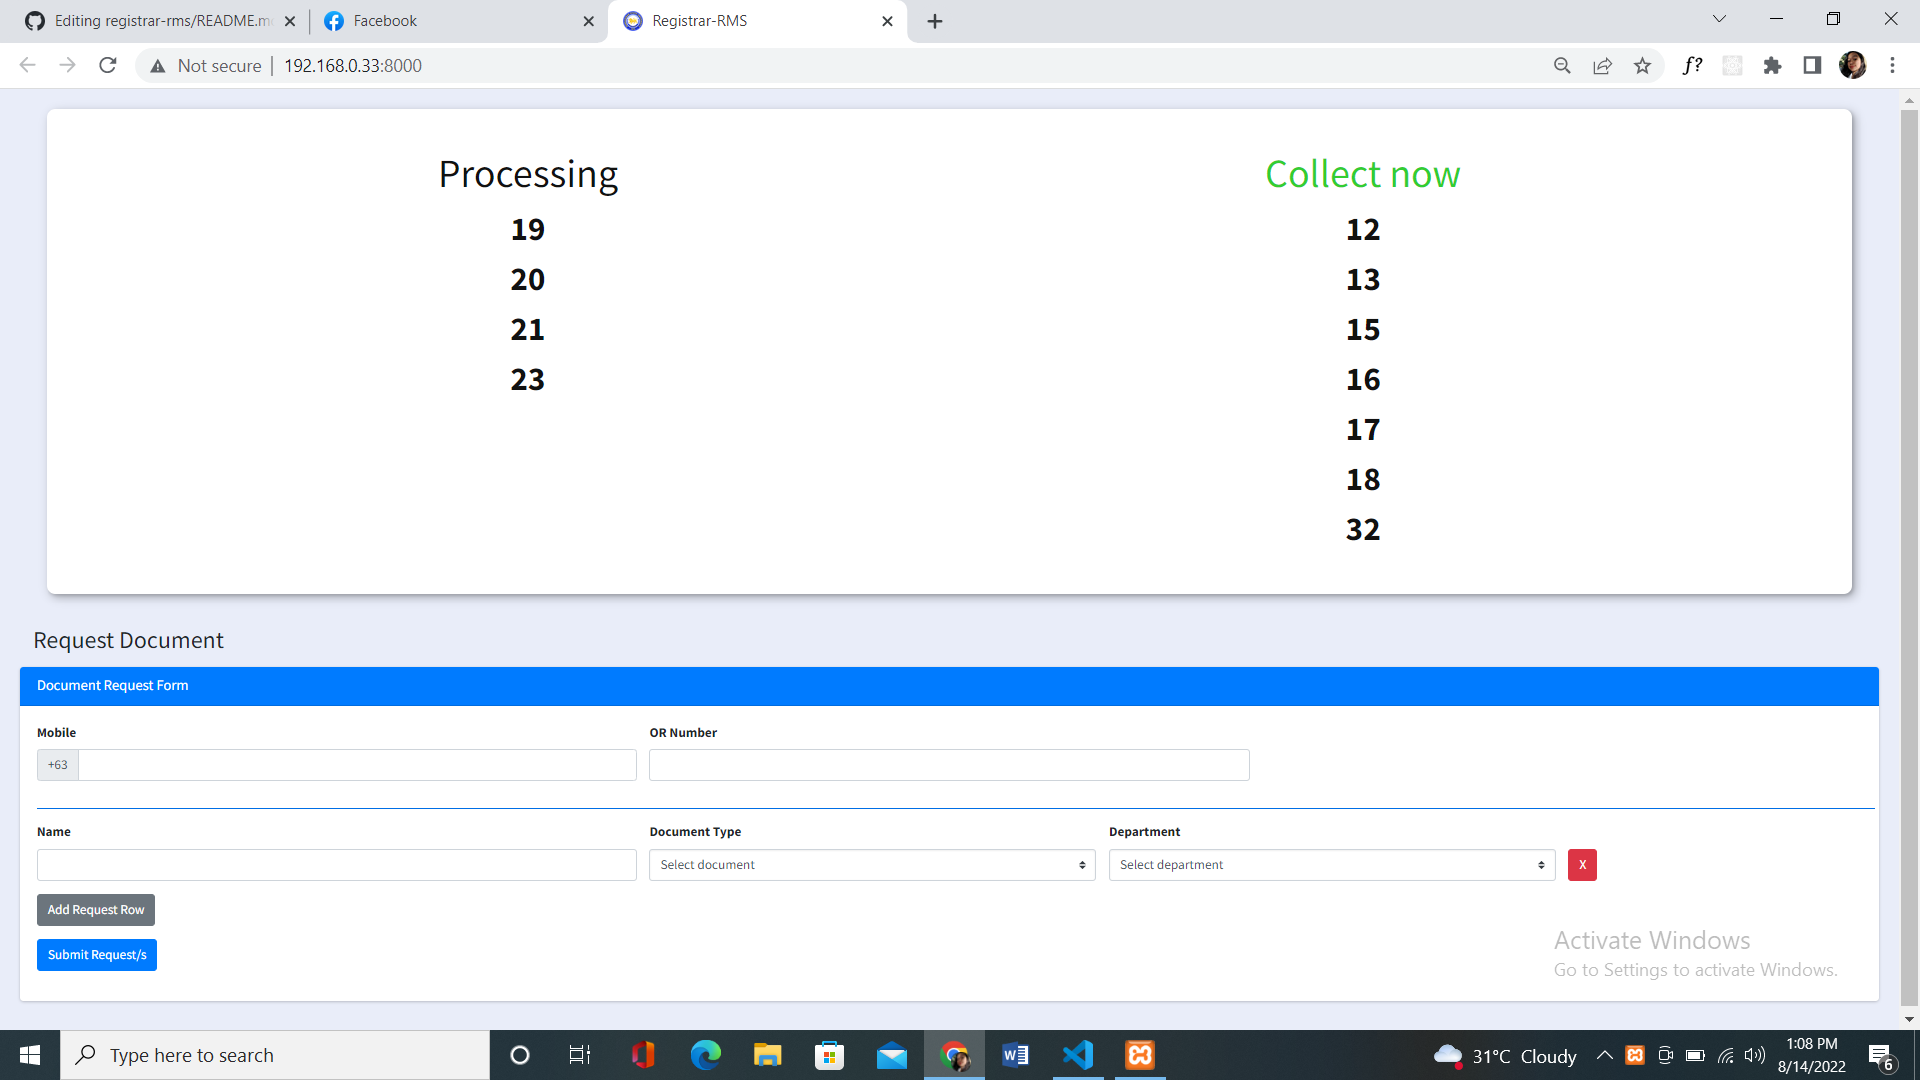 Editing registrar-rms/README.m
Facebook
Registrar-RMS
Not secure
192.168.0.33:8000
f?
Processing
19
20
21
23
Collect now
12
13
15
16
17
18
32
Request Document
Document Request Form
Mobile
OR Number
+63
Name
Document Type
Department
Select document
Select department
X
Add Request Row
Submit Request/s
Activate Windows
Go to Settings to activate Windows.
Type here to search
31°C Cloudy
1:08 PM
8/14/2022
6